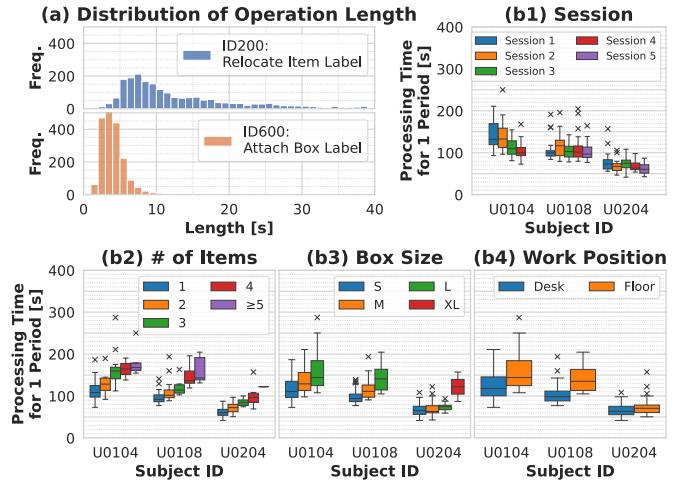 (a) Distribution of Operation Length
Freq.
400
200
0
ID200:
Relocate Item Label
Freq.
400
200
0
ID600:
Attach Box Label
0 10 20 30 40
Length [s]
(b1) Session
Processing Time
for 1 Period [s]
400
300
200
100
0
Session 1
Session 2
Session 3
Session 4
Session 5
U0104 U0108 U0204
Subject ID
(b2) # of Items
Processing Time
for 1 Period [s]
400
300
200
100
0
1
2
3
4
≥5
U0104 U0108 U0204
Subject ID
(b3) Box Size
S
M
L
XL
U0104 U0108 U0204
Subject ID
(b4) Work Position
Desk
Floor
U0104 U0108 U0204
Subject ID